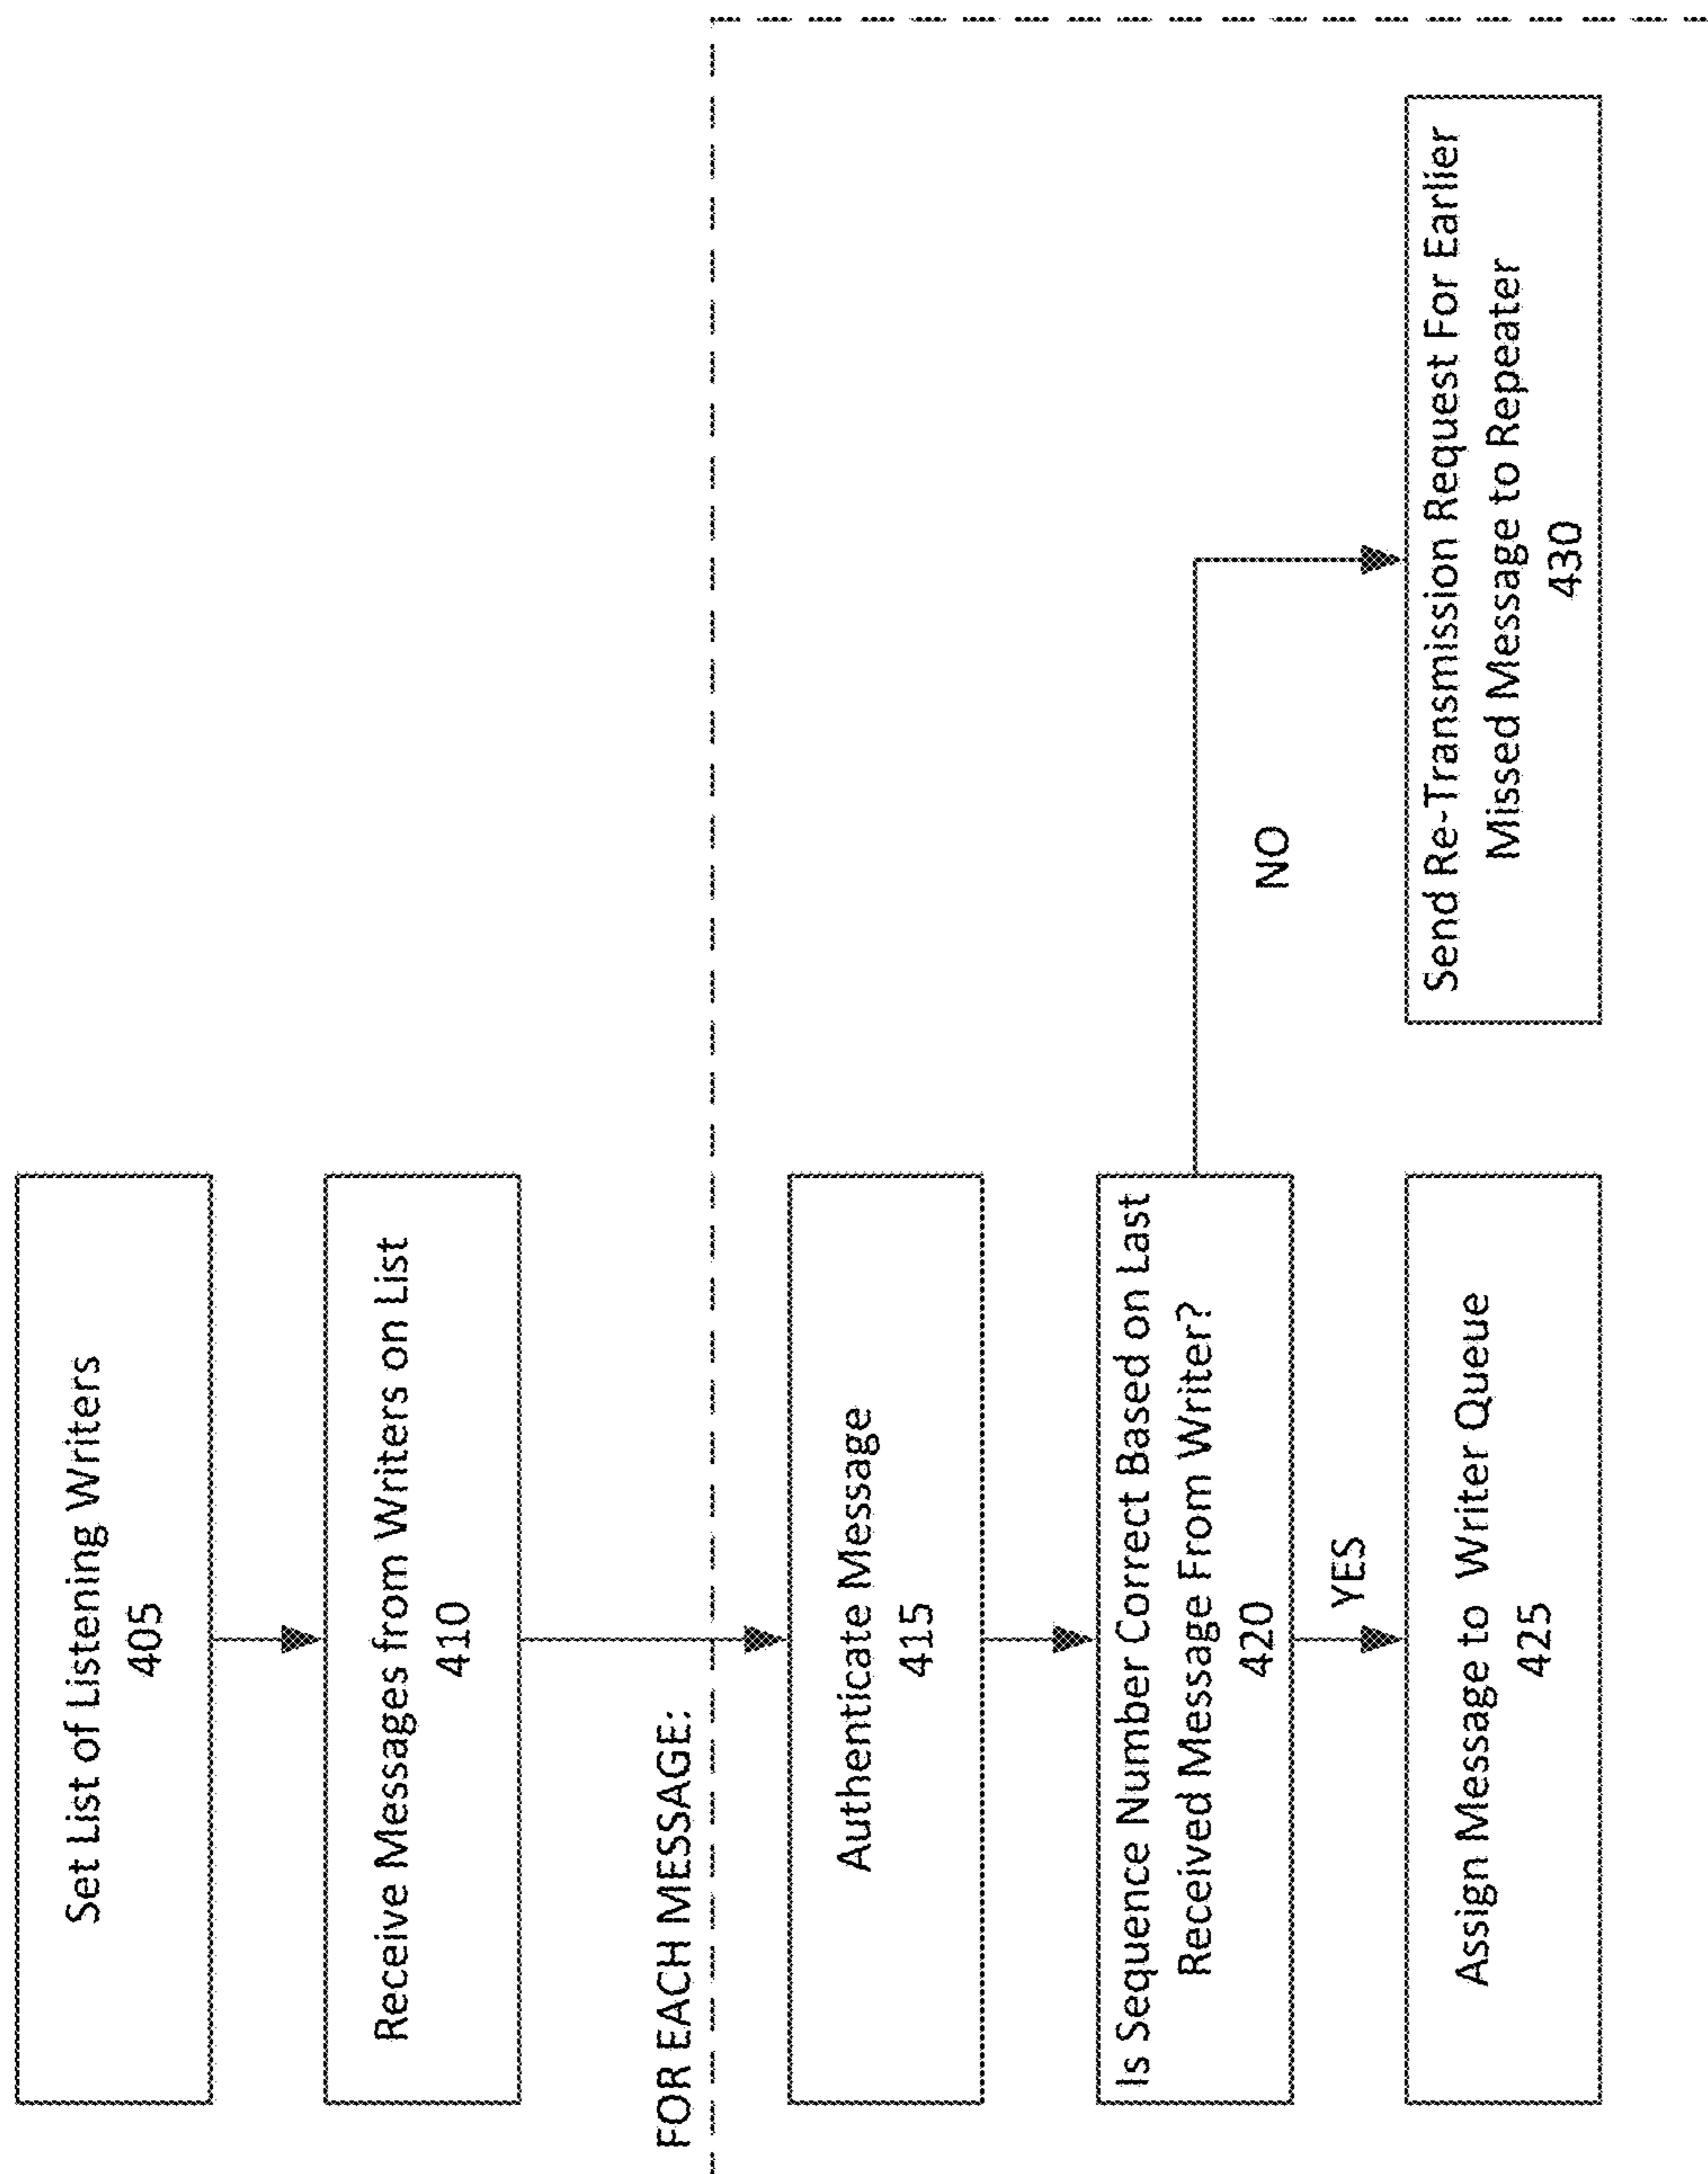 Set List of Listening Writers
405
Receive Messages from Writers on List
410
FOR EACH MESSAGE:
Authenticate Message
415
Is Sequence Number Correct Based on Last
Received Message From Writer?
420
NO
YES
Assign Message to Writer Queue
425
Send Re-Transmission Request For Earlier
Missed Message to Repeater
430